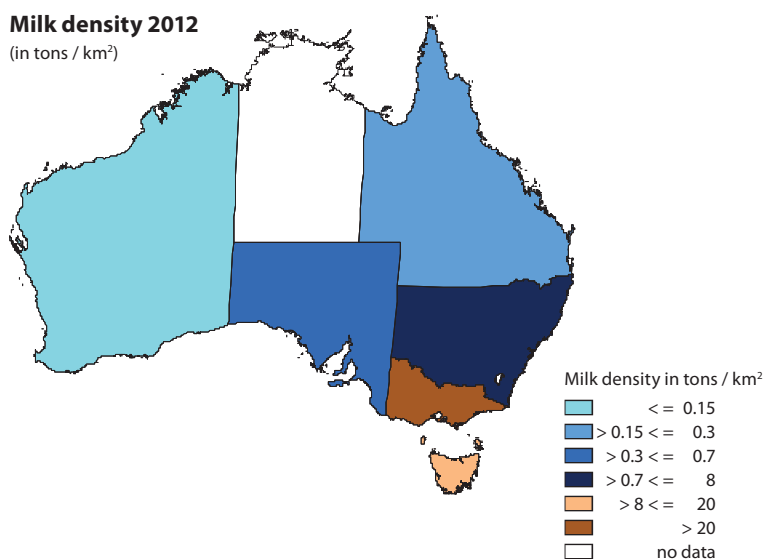 Milk density 2012
(in tons / km²)
Milk density in tons / km²
<= 0.15
> 0.15 <= 0.3
> 0.3 <= 0.7
> 0.7 <= 8
> 8 <= 20
> 20
no data